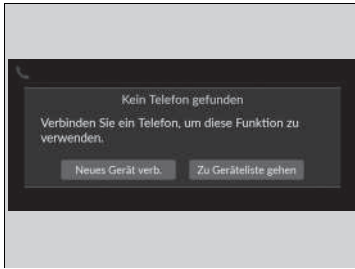 Kein Telefon gefunden
Verbinden Sie ein Telefon, um diese Funktion zu
verwenden.
Neues Gerät verb.
Zu Geräteliste gehen